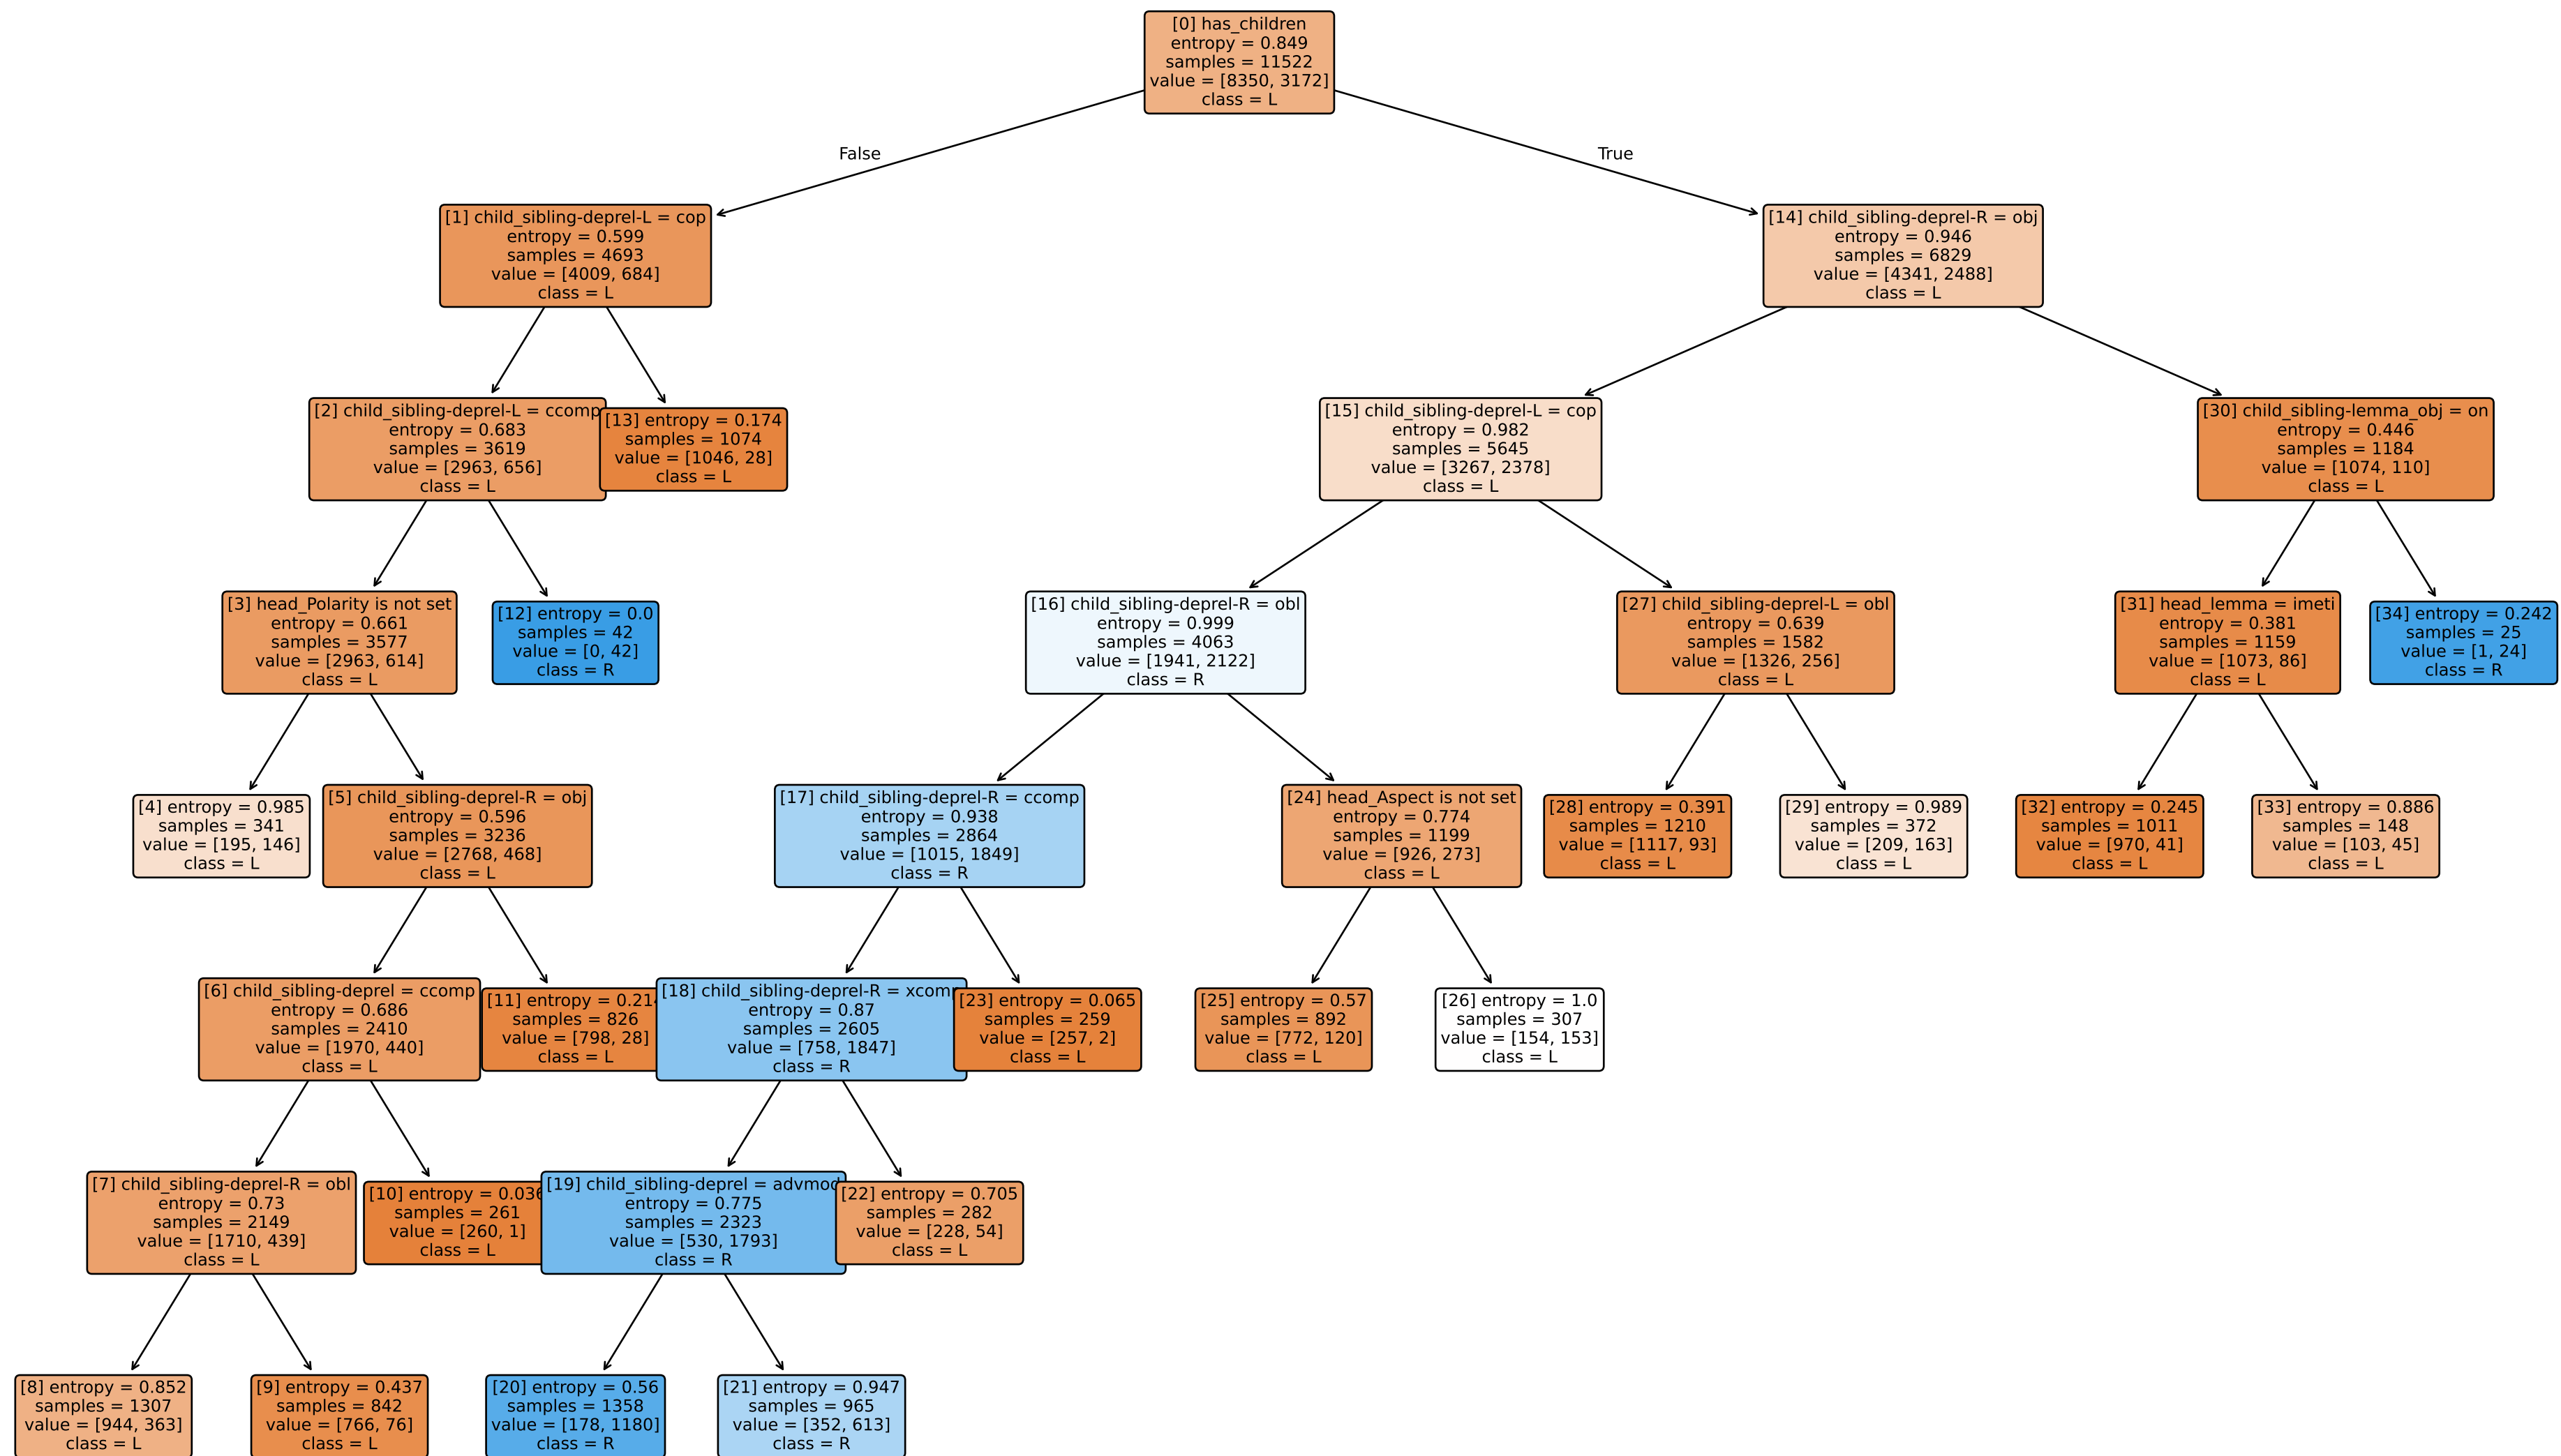 [0] has_children
entropy = 0.849
samples = 11522
value = [8350, 3172]
class = L
False
True
[1] child_sibling-deprel-L = cop
entropy = 0.599
samples = 4693
value = [4009, 684]
class = L
[14] child_sibling-deprel-R = obj
entropy = 0.946
samples = 6829
value = [4341, 2488]
class = L
[2] child_sibling-deprel-L = ccomp
entropy = 0.683
samples = 3619
value = [2963, 656]
class = L
[13] entropy = 0.174
samples = 1074
value = [1046, 28]
class = L
[15] child_sibling-deprel-L = cop
entropy = 0.982
samples = 5645
value = [3267, 2378]
class = L
[30] child_sibling-lemma_obj = on
entropy = 0.446
samples = 1184
value = [1074, 110]
class = L
[3] head_Polarity is not set
entropy = 0.661
samples = 3577
value = [2963, 614]
class = L
[12] entropy = 0.0
samples = 42
value = [0, 42]
class = R
[16] child_sibling-deprel-R = obl
entropy = 0.999
samples = 4063
value = [1941, 2122]
class = R
[27] child_sibling-deprel-L = obl
entropy = 0.639
samples = 1582
value = [1326, 256]
class = L
[31] head_lemma = imeti
entropy = 0.381
samples = 1159
value = [1073, 86]
class = L
[34] entropy = 0.242
samples = 25
value = [1, 24]
class = R
[4] entropy = 0.985
samples = 341
value = [195, 146]
class = L
[5] child_sibling-deprel-R = obj
entropy = 0.596
samples = 3236
value = [2768, 468]
class = L
[17] child_sibling-deprel-R = ccomp
entropy = 0.938
samples = 2864
value = [1015, 1849]
class = R
[24] head_Aspect is not set
entropy = 0.774
samples = 1199
value = [926, 273]
class = L
[28] entropy = 0.391
samples = 1210
value = [1117, 93]
class = L
[29] entropy = 0.989
samples = 372
value = [209, 163]
class = L
[32] entropy = 0.245
samples = 1011
value = [970, 41]
class = L
[33] entropy = 0.886
samples = 148
value = [103, 45]
class = L
[6] child_sibling-deprel = ccomp
entropy = 0.686
samples = 2410
value = [1970, 440]
class = L
[11] entropy = 0.214
samples = 826
value = [798, 28]
class = L
[18] child_sibling-deprel-R = xcomp
entropy = 0.87
samples = 2605
value = [758, 1847]
class = R
[23] entropy = 0.065
samples = 259
value = [257, 2]
class = L
[25] entropy = 0.57
samples = 892
value = [772, 120]
class = L
[26] entropy = 1.0
samples = 307
value = [154, 153]
class = L
[7] child_sibling-deprel-R = obl
entropy = 0.73
samples = 2149
value = [1710, 439]
class = L
[10] entropy = 0.036
samples = 261
value = [260, 1]
class = L
[19] child_sibling-deprel = advmod
entropy = 0.775
samples = 2323
value = [530, 1793]
class = R
[22] entropy = 0.705
samples = 282
value = [228, 54]
class = L
[8] entropy = 0.852
samples = 1307
value = [944, 363]
class = L
[9] entropy = 0.437
samples = 842
value = [766, 76]
class = L
[20] entropy = 0.56
samples = 1358
value = [178, 1180]
class = R
[21] entropy = 0.947
samples = 965
value = [352, 613]
class = R